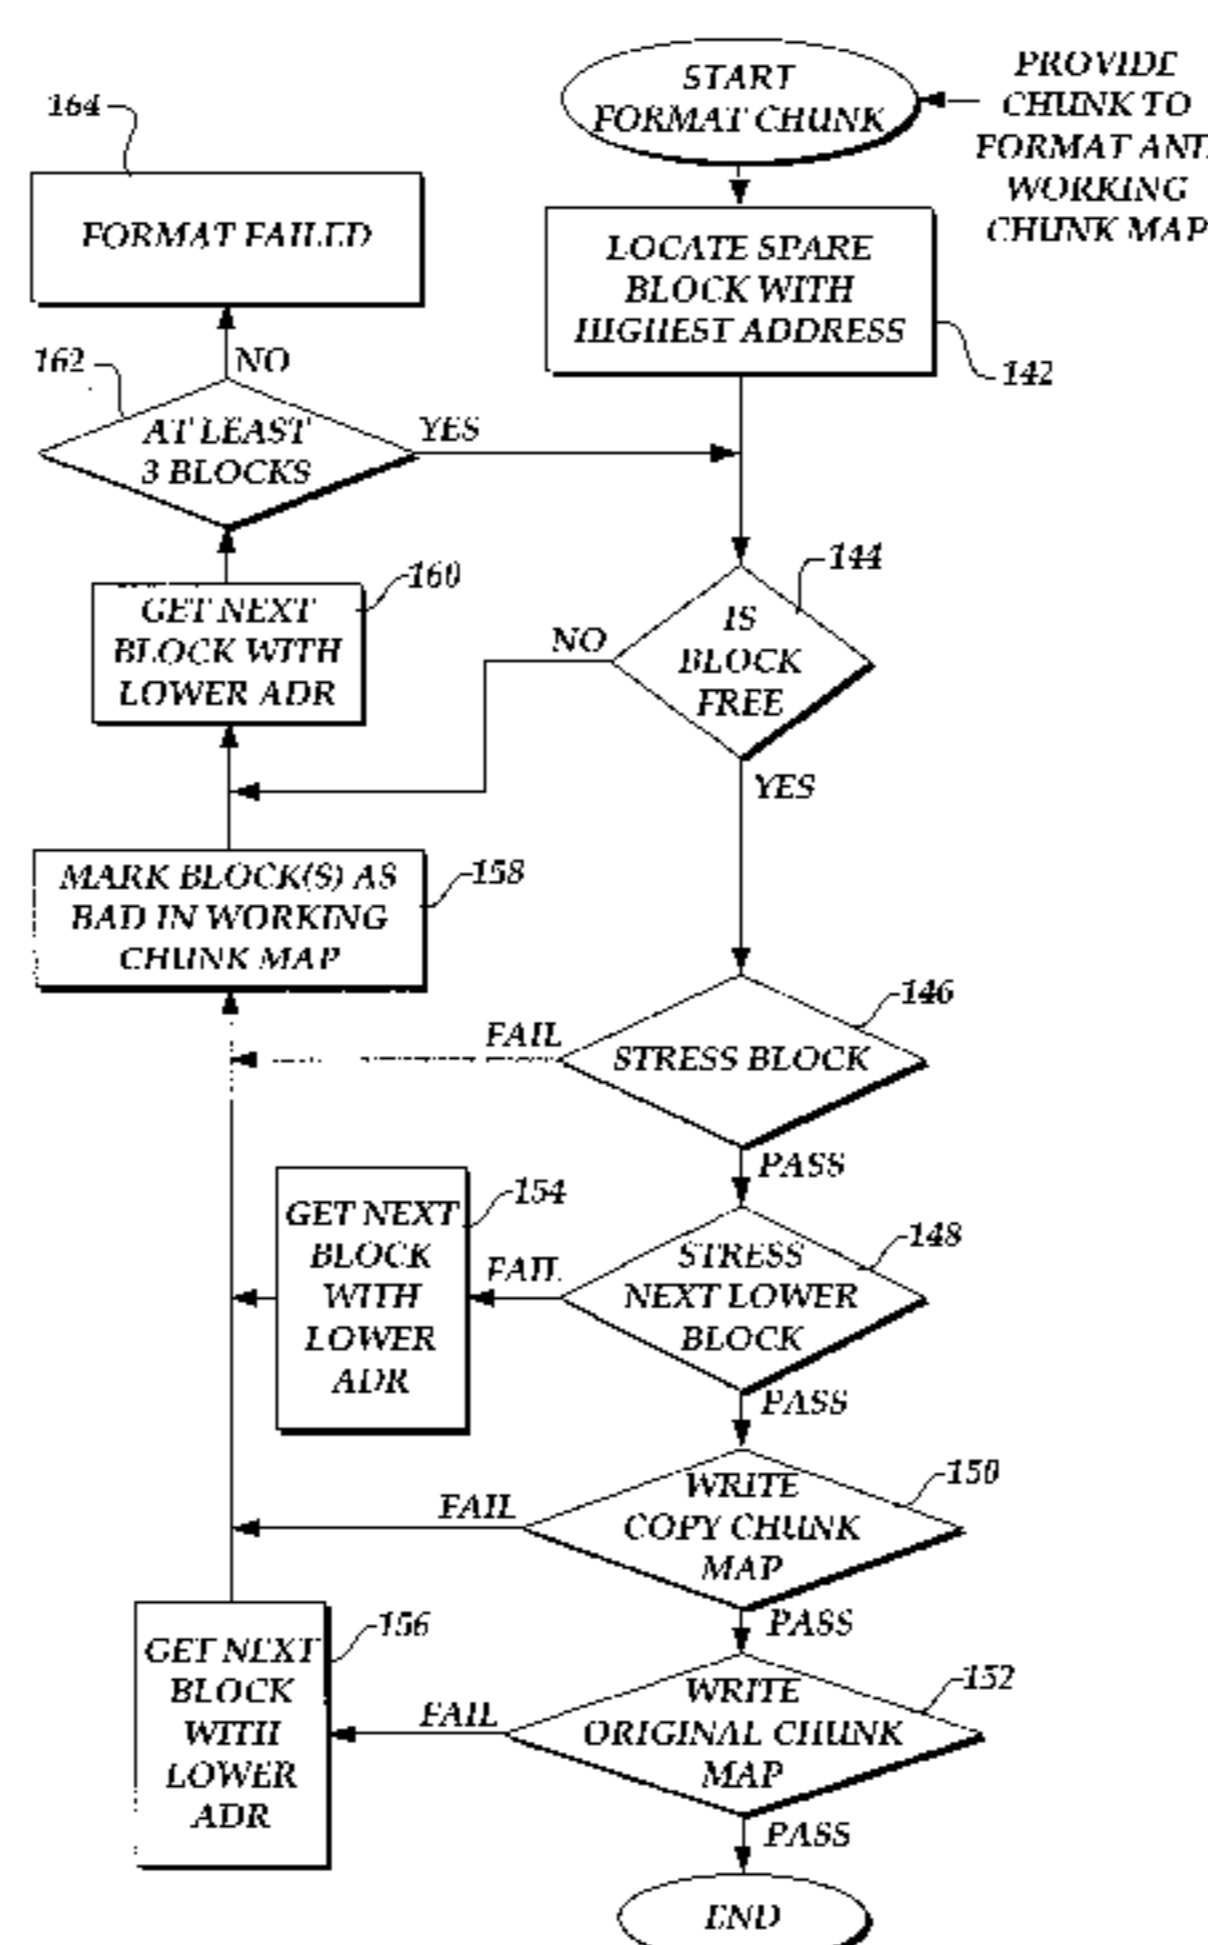 START
FORMAT CHUNK
PROVIDE
CHUNK TO
FORMAT AND
WORKING
CHUNK MAP
164
FORMAT FAILED
LOCATE SPARE
BLOCK WITH
HIGHEST ADDRESS
142
162
NO
AT LEAST
3 BLOCKS
YES
144
IS
BLOCK
FREE
NO
YES
160
GET NEXT
BLOCK WITH
LOWER ADR
MARK BLOCK(S) AS
BAD IN WORKING
CHUNK MAP
158
146
FAIL
STRESS BLOCK
PASS
154
GET NEXT
BLOCK
WITH
LOWER
ADR
148
FAIL
STRESS
NEXT LOWER
BLOCK
PASS
150
FAIL
WRITE
COPY CHUNK
MAP
PASS
156
GET NEXT
BLOCK
WITH
LOWER
ADR
152
FAIL
WRITE
ORIGINAL CHUNK
MAP
PASS
END